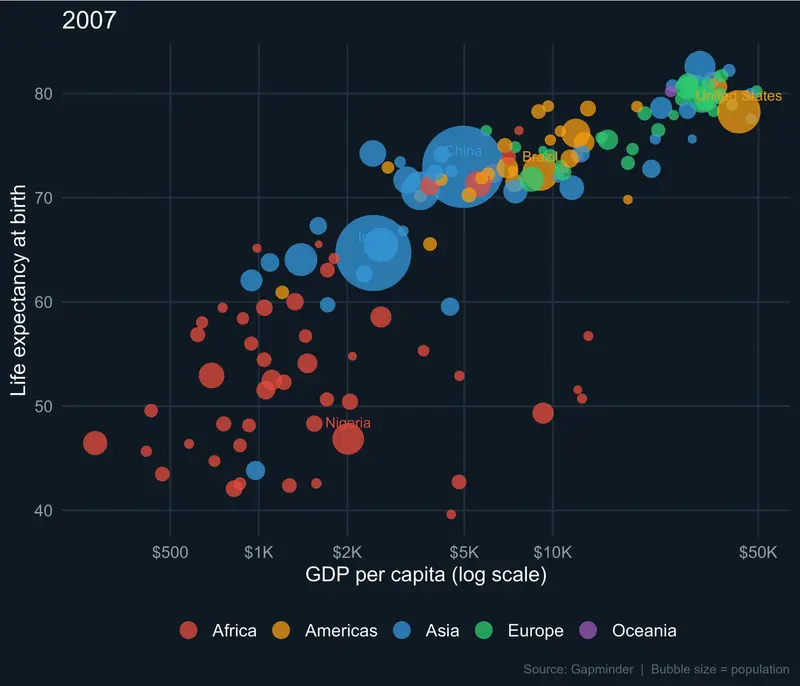 2007
Life expectancy at birth
80
70
60
50
40
United States
China
Brazil
Nigeria
$500 $1K $2K $5K $10K $50K
GDP per capita (log scale)
Africa Americas Asia Europe Oceania
Source: Gapminder | Bubble size = population